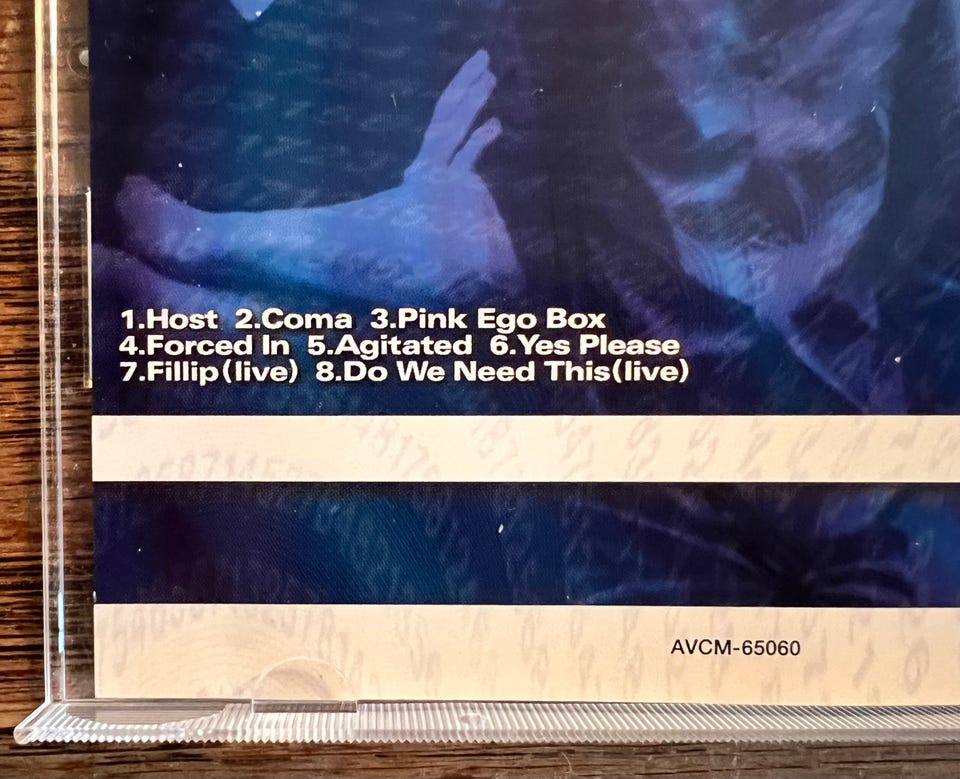 1.Host 2.Coma 3.Pink Ego Box
4.Forced In 5.Agitated 6.Yes Please
7.Fillip(live) 8.Do We Need This(live)
AVCM-65060